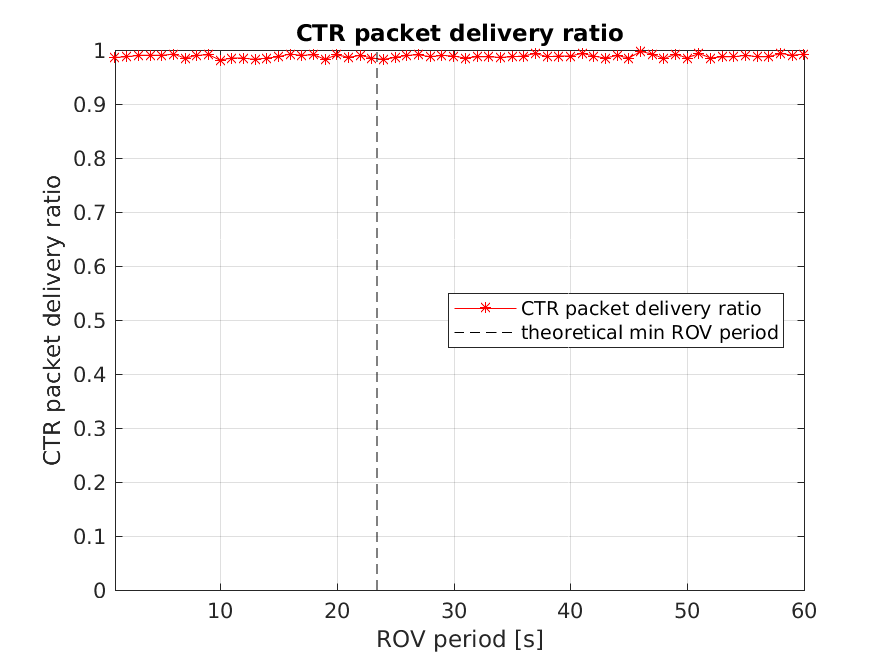 CTR packet delivery ratio
1
0.9
0.8
0.7
0.6
0.5
0.4
0.3
0.2
0.1
0
CTR packet delivery ratio
CTR packet delivery ratio
theoretical min ROV period
10 20 30 40 50 60
ROV period [s]